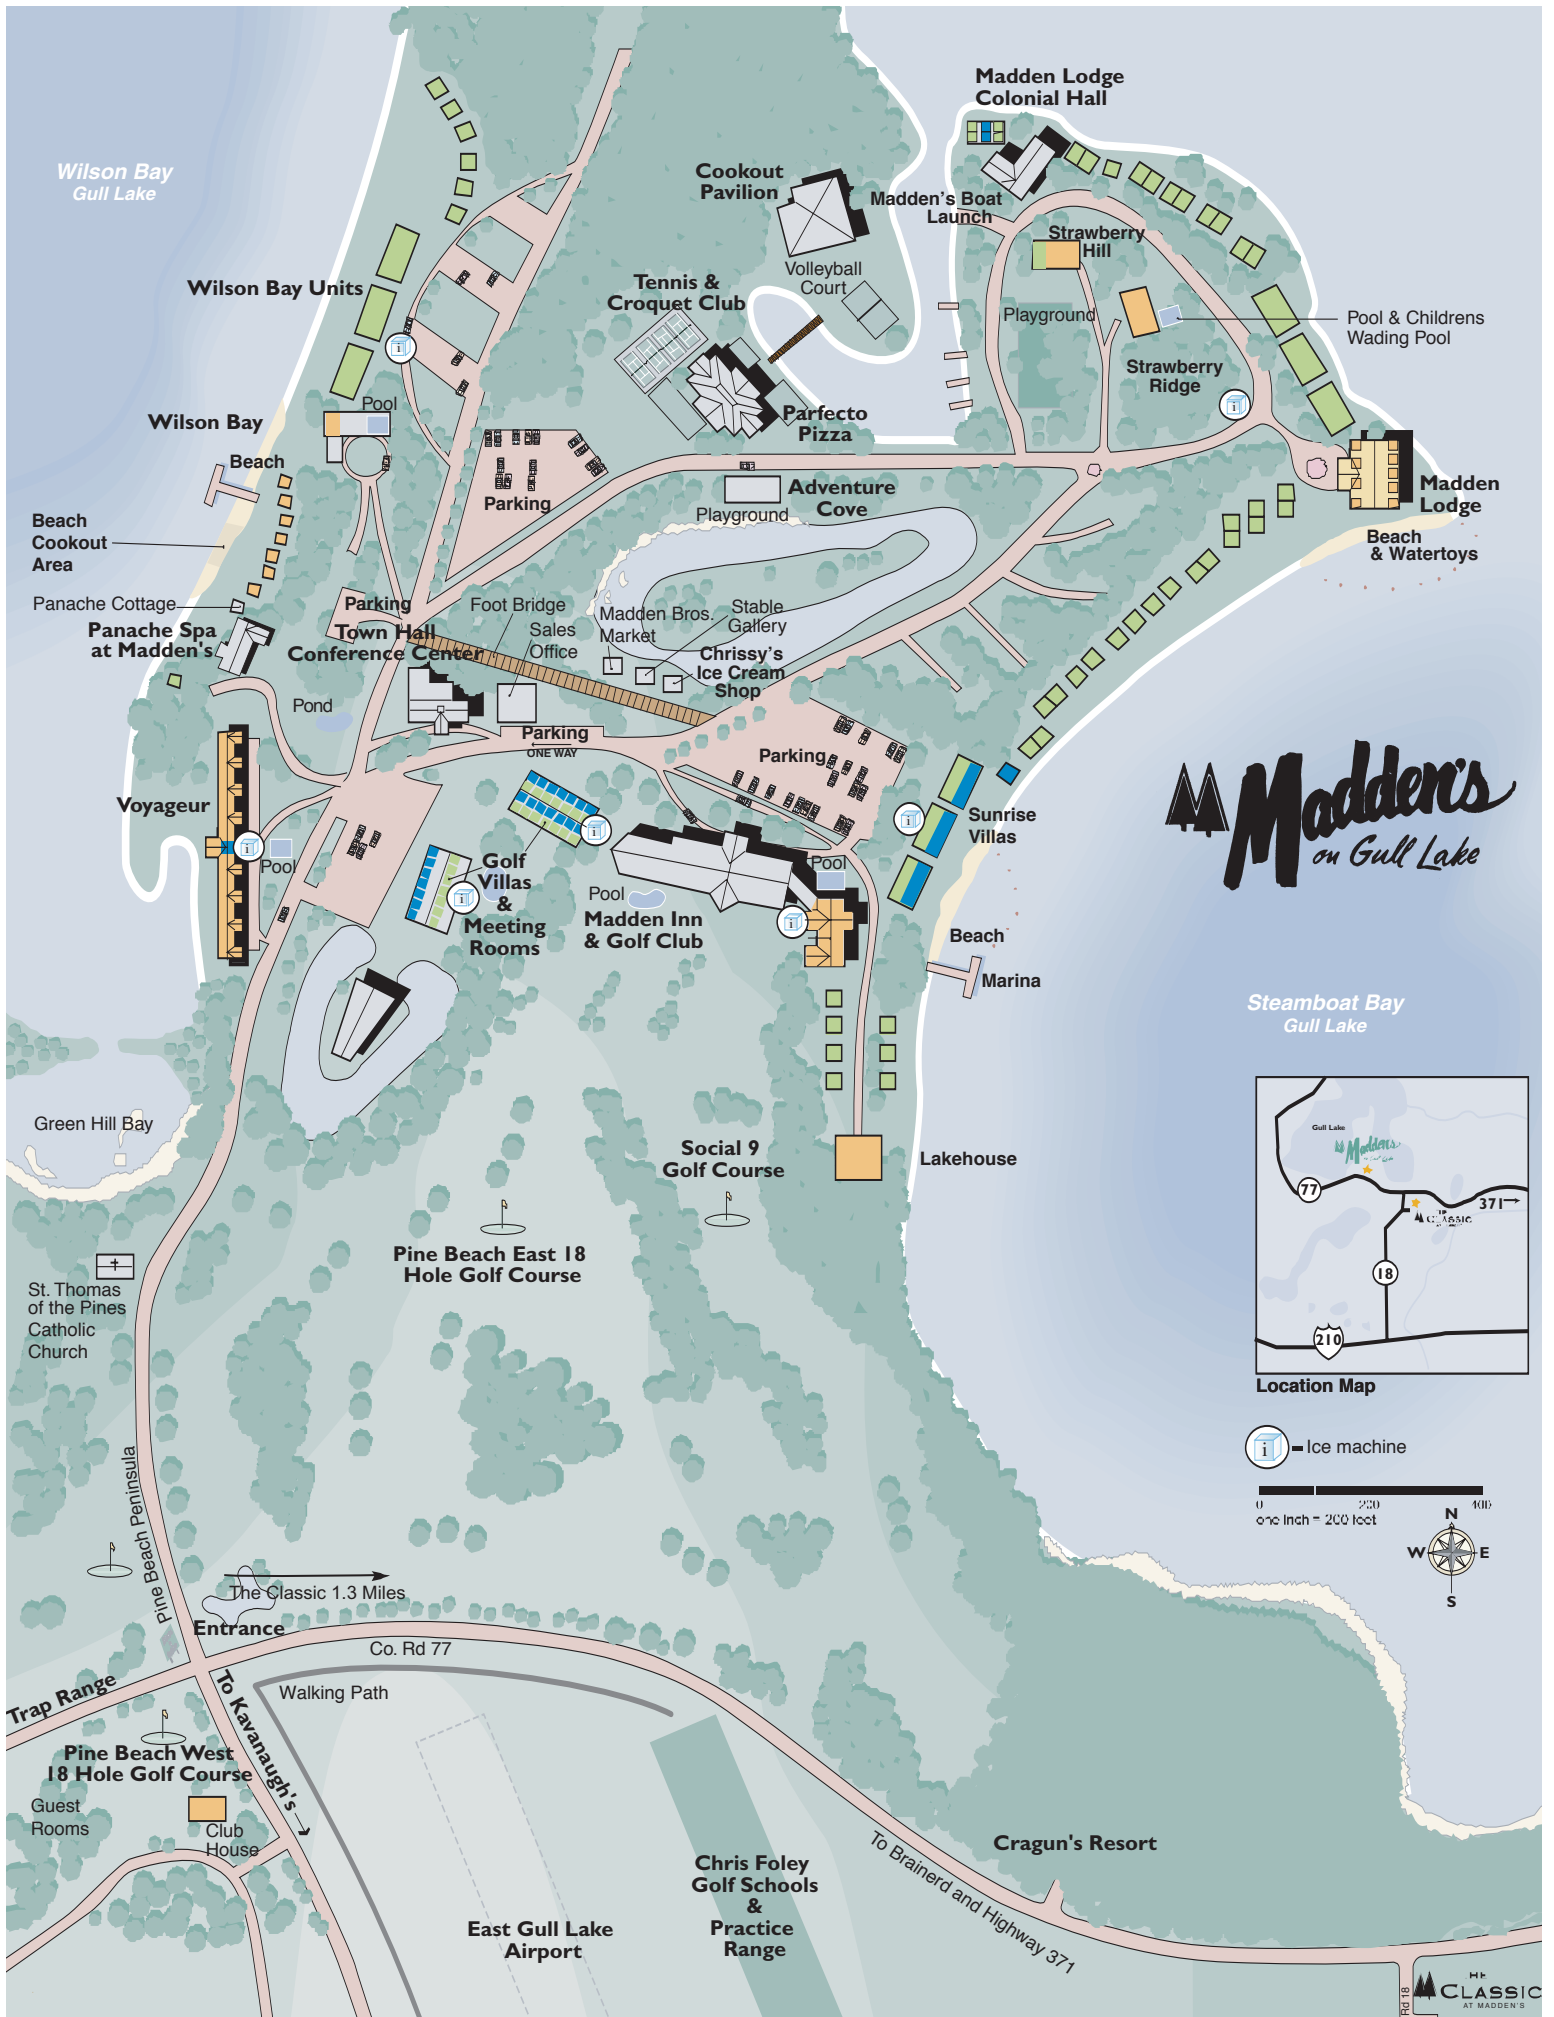 Madden Lodge
Colonial Hall
Wilson Bay
Gull Lake
Cookout
Pavilion
Madden's Boat
Launch
Strawberry
Hill
Volleyball
Court
Tennis &
Croquet Club
Wilson Bay Units
i
Playground
Pool & Childrens
Wading Pool
Strawberry
Ridge
i
Pool
Wilson Bay
Parfecto
Pizza
Beach
Parking
Adventure
Cove
Playground
Madden
Lodge
Beach
& Watertoys
Beach
Cookout
Area
Panache Cottage
Panache Spa
at Madden's
Parking
Town Hall
Conference Center
Foot Bridge
Sales
Office
Madden Bros.
Market
Stable
Gallery
Chrissy's
Ice Cream
Shop
Pond
Parking
ONE WAY
Parking
Voyageur
i
Pool
i
i
Golf
Villas
&
Meeting
Rooms
Pool
Madden Inn
& Golf Club
Pool
i
i
Sunrise
Villas
Madden's
on Gull Lake
Beach
Marina
Steamboat Bay
Gull Lake
Green Hill Bay
Social 9
Golf Course
Lakehouse
Gull Lake
Madden's
77
371
CLASSIC
18
210
Location Map
Pine Beach East 18
Hole Golf Course
St. Thomas
of the Pines
Catholic
Church
i
Ice machine
0 200 400
one Inch = 200 feet
N
W E
S
Pine Beach Peninsula
The Classic 1.3 Miles
Entrance
Co. Rd 77
Trap Range
To Kavanaugh's
Walking Path
Pine Beach West
18 Hole Golf Course
Guest
Rooms
Club
House
Cragun's Resort
To Brainerd and Highway 371
Chris Foley
Golf Schools
&
Practice
Range
East Gull Lake
Airport
Rd 18
CLASSIC
AT MADDEN'S